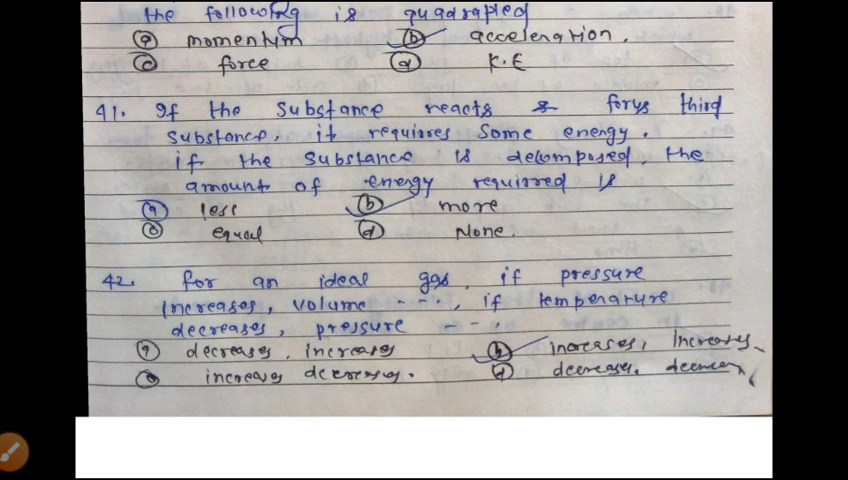 the following is quadrapled
(a) momentum (b) acceleration.
(c) force (d) K.E
41. If the substance reacts & forys third
substance, it requires some energy.
if the substance is decomposed the
amount of energy required is
(a) less (b) more
(c) equal (d) None.
42. for an ideal gas, if pressure
increases, volume ---, if temperature
decreases, pressure ---.
(a) decreases, increases (b) increases, increases
(c) increases decreases. (d) decreases. decreases